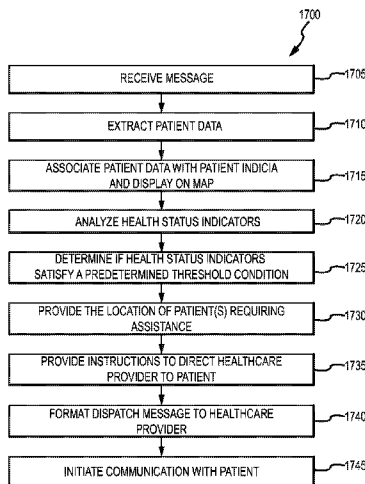 1700
RECEIVE MESSAGE
1705
EXTRACT PATIENT DATA
1710
ASSOCIATE PATIENT DATA WITH PATIENT INDICIA
AND DISPLAY ON MAP
1715
ANALYZE HEALTH STATUS INDICATORS
1720
DETERMINE IF HEALTH STATUS INDICATORS
SATISFY A PREDETERMINED THRESHOLD CONDITION
1725
PROVIDE THE LOCATION OF PATIENT(S) REQUIRING
ASSISTANCE
1730
PROVIDE INSTRUCTIONS TO DIRECT HEALTHCARE
PROVIDER TO PATIENT
1735
FORMAT DISPATCH MESSAGE TO HEALTHCARE
PROVIDER
1740
INITIATE COMMUNICATION WITH PATIENT
1745